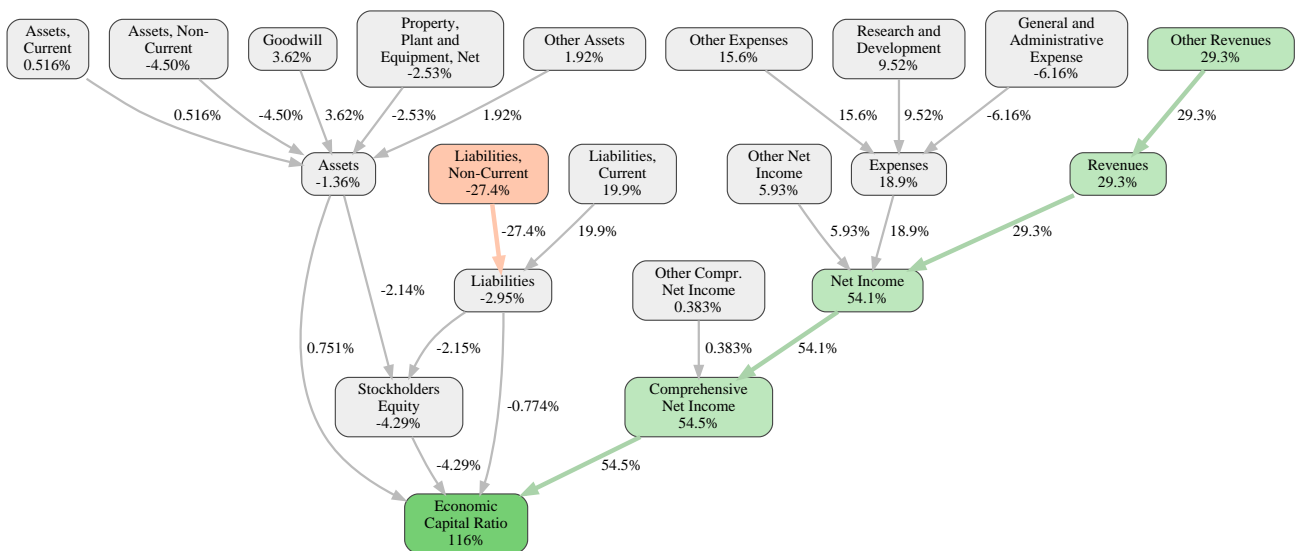 Assets,
Current
0.516%
Assets, Non-
Current
-4.50%
Goodwill
3.62%
Property,
Plant and
Equipment, Net
-2.53%
Other Assets
1.92%
Other Expenses
15.6%
Research and
Development
9.52%
General and
Administrative
Expense
-6.16%
Other Revenues
29.3%
0.516%
-4.50%
3.62%
-2.53%
1.92%
15.6%
9.52%
-6.16%
29.3%
Assets
-1.36%
Liabilities,
Non-Current
-27.4%
Liabilities,
Current
19.9%
Other Net
Income
5.93%
Expenses
18.9%
Revenues
29.3%
-27.4%
19.9%
5.93%
18.9%
29.3%
Liabilities
-2.95%
Other Compr.
Net Income
0.383%
Net Income
54.1%
-2.14%
0.751%
-2.15%
0.383%
54.1%
Stockholders
Equity
-4.29%
-0.774%
Comprehensive
Net Income
54.5%
-4.29%
54.5%
Economic
Capital Ratio
116%